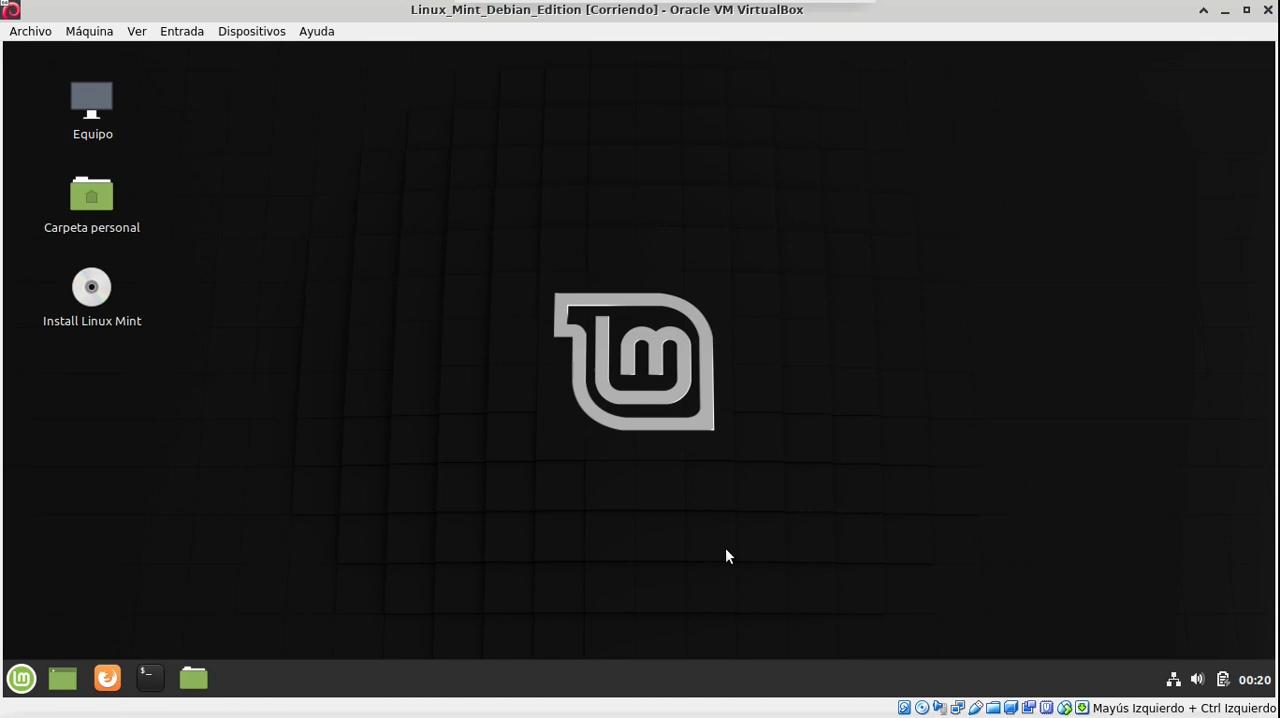 Linux_Mint_Debian_Edition [Corriendo] - Oracle VM VirtualBox
Archivo Máquina Ver Entrada Dispositivos Ayuda
Equipo
Carpeta personal
Install Linux Mint
lm
$_
00:20
Mayús Izquierdo + Ctrl Izquierdo